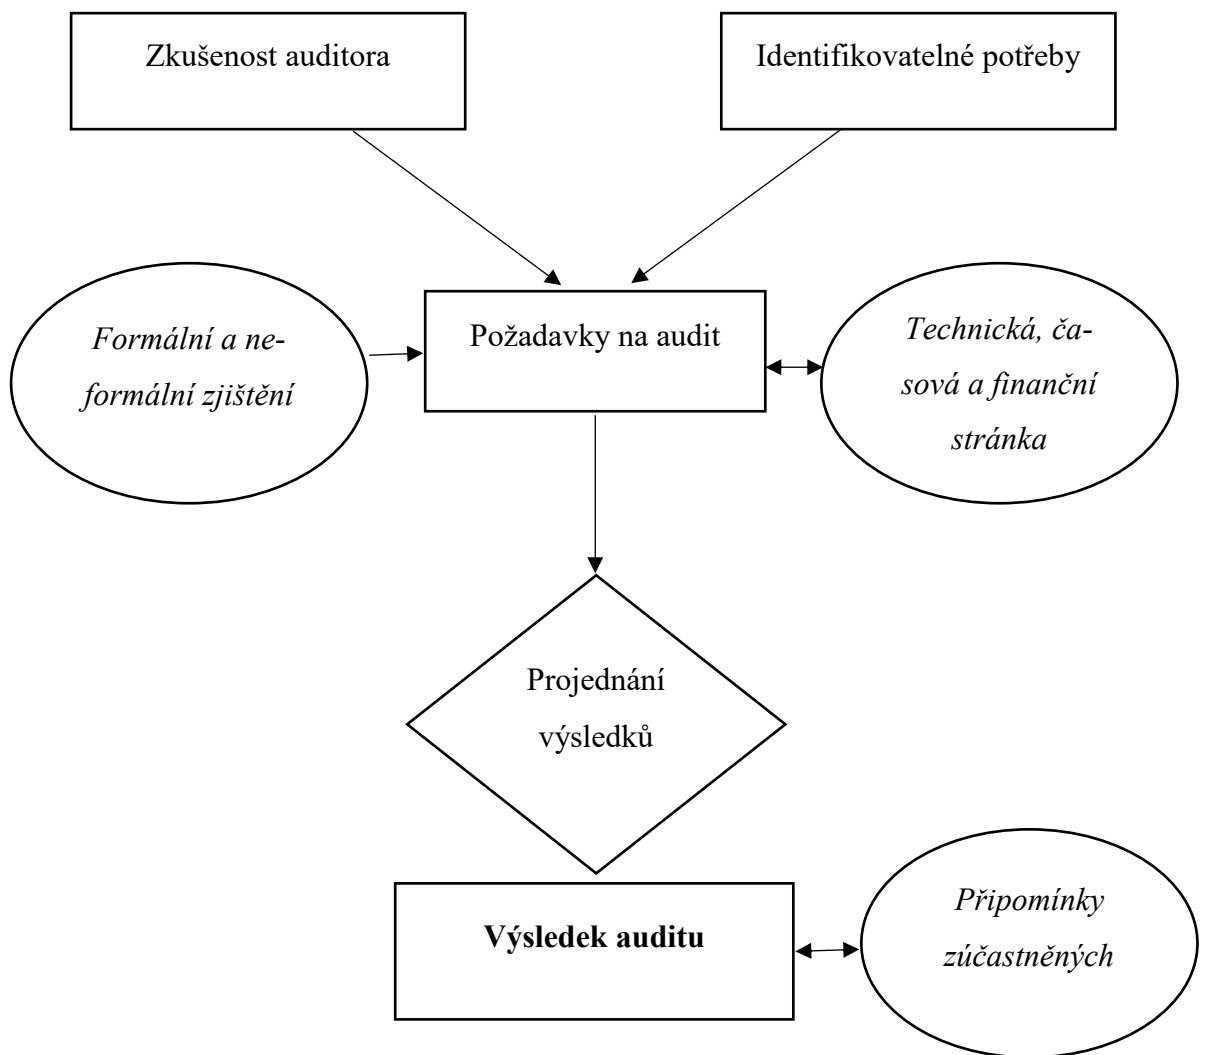 Zkušenost auditora
Identifikovatelné potřeby
Formální a ne-
formální zjištění
Požadavky na audit
Technická, ča-
sová a finanční
stránka
Projednání
výsledků
Výsledek auditu
Připomínky
zúčastněných